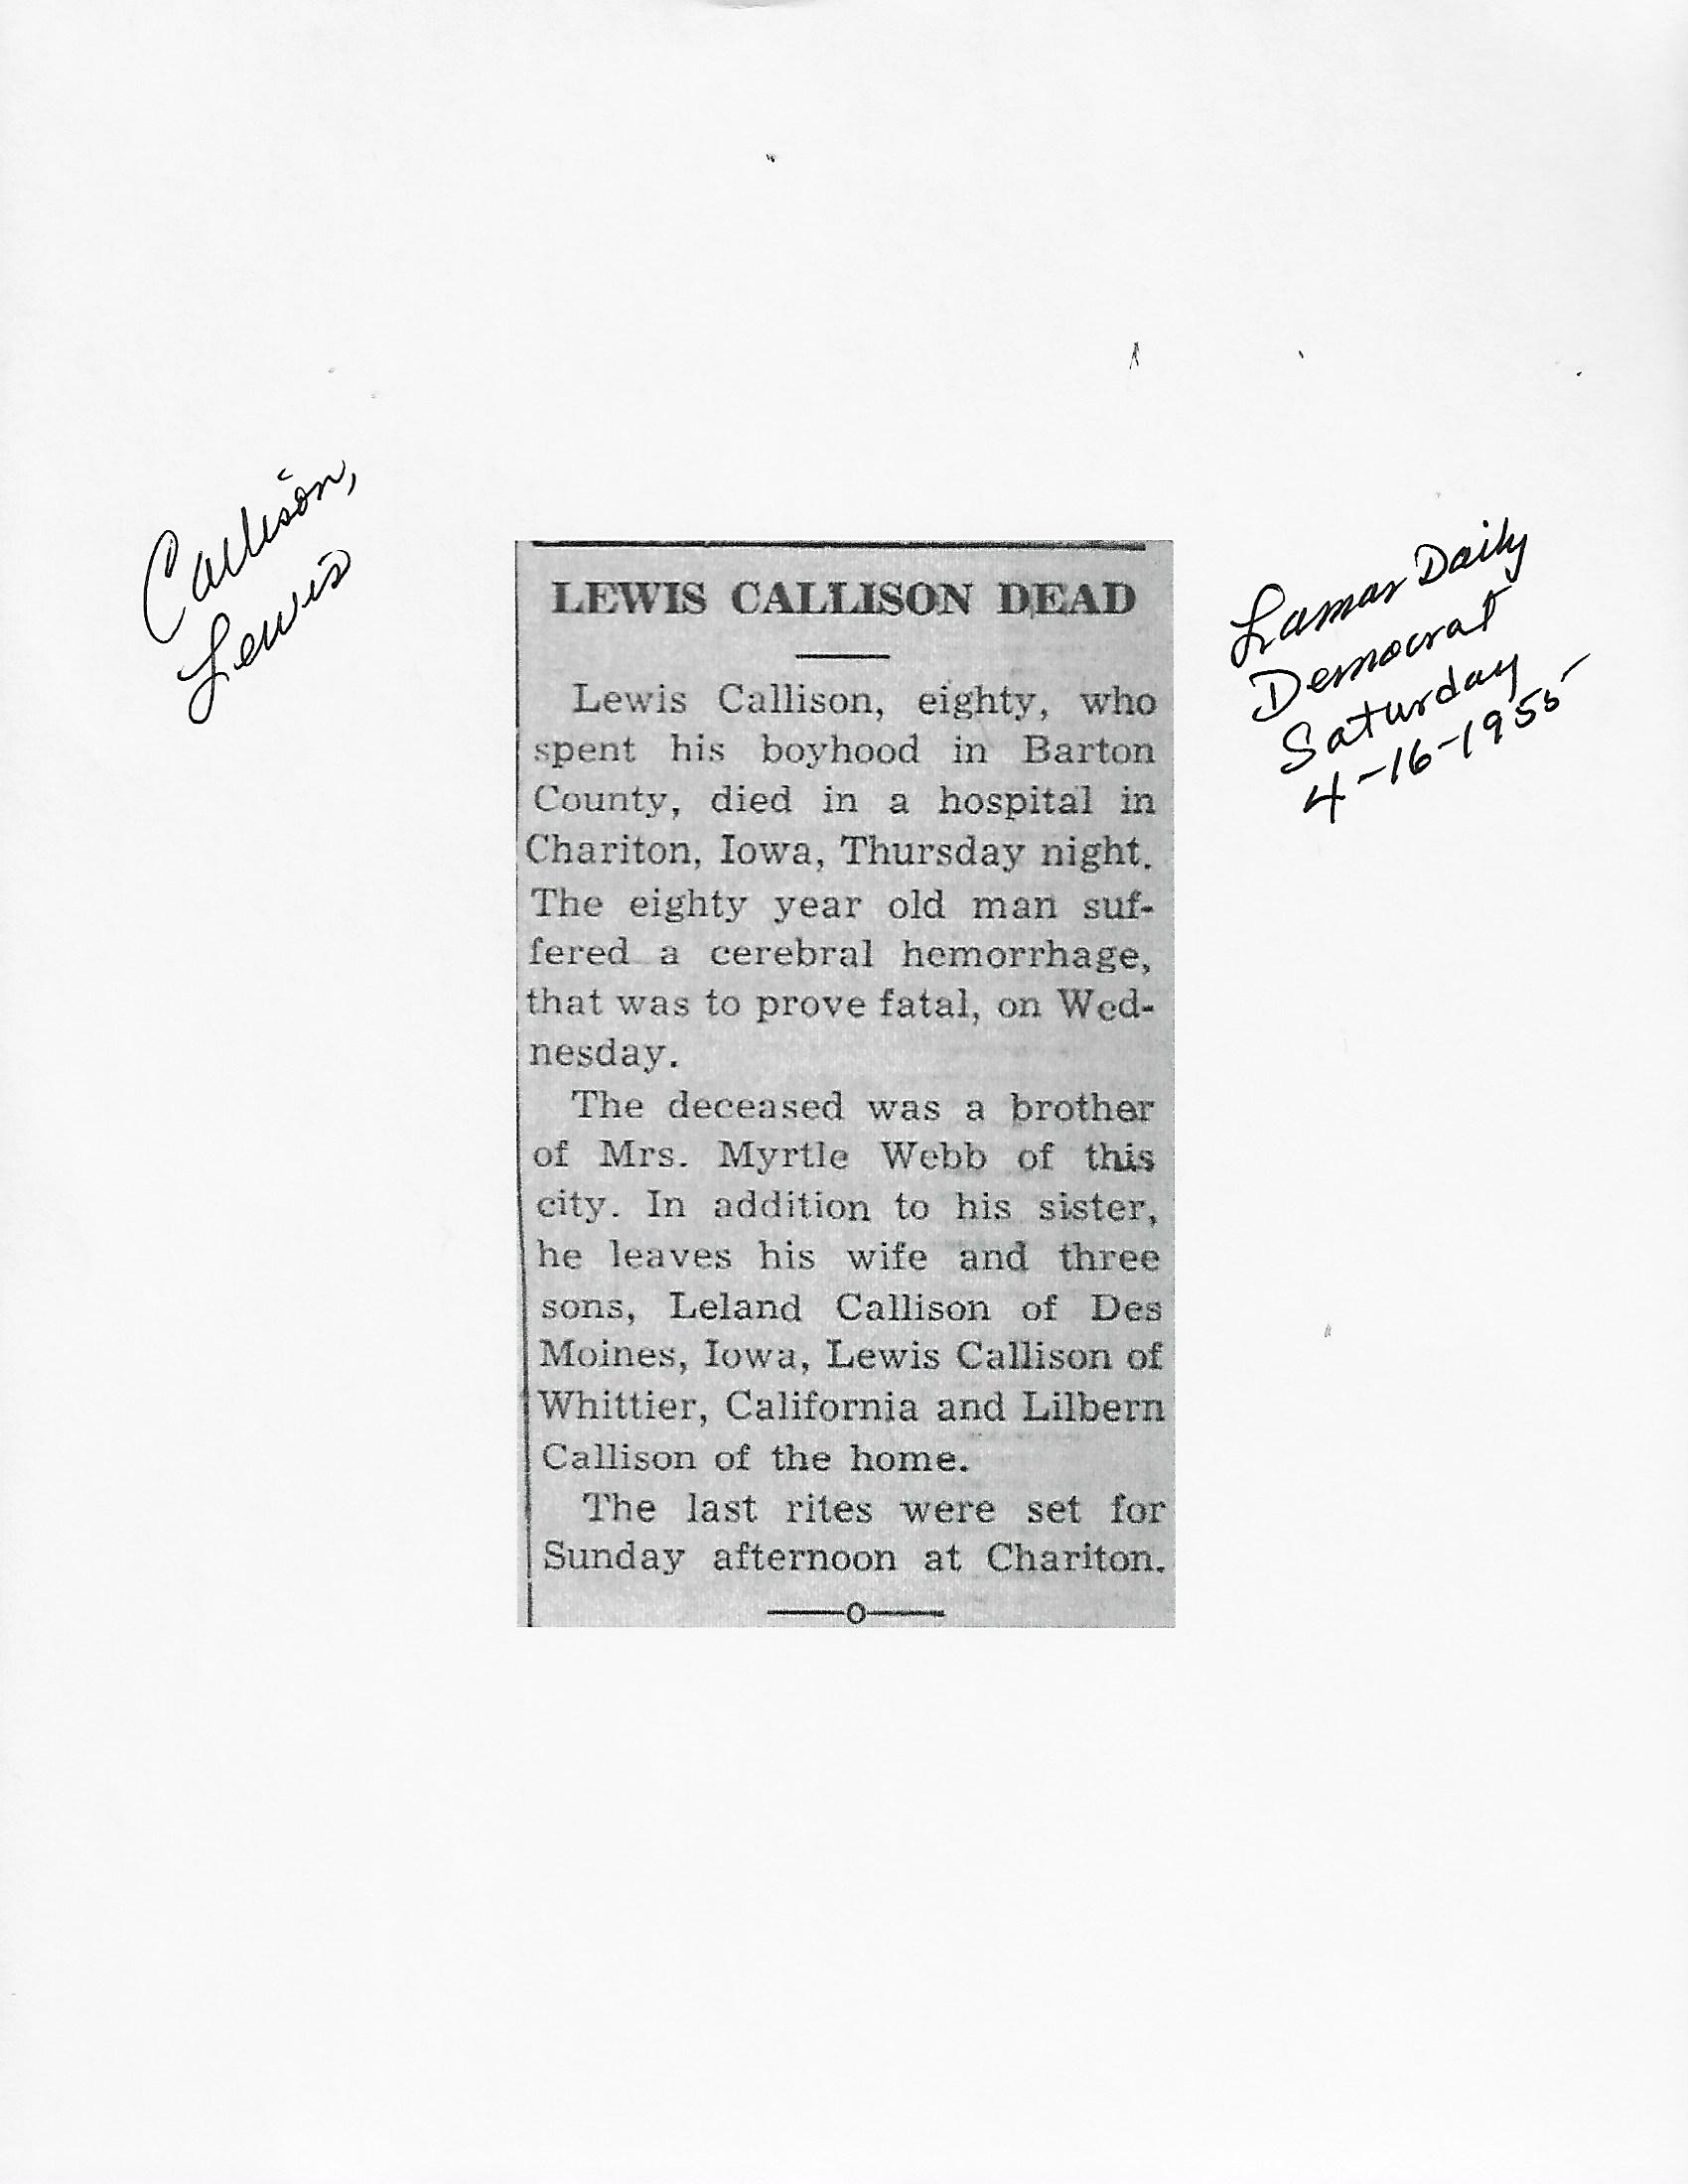 Callison,
Lewis
Lamar Daily
Democrat
Saturday
4-16-1955
LEWIS CALLISON DEAD
Lewis Callison, eighty, who
spent his boyhood in Barton
County, died in a hospital in
Chariton, Iowa, Thursday night.
The eighty year old man suf-
fered a cerebral hemorrhage,
that was to prove fatal, on Wed-
nesday.
The deceased was a brother
of Mrs. Myrtle Webb of this
city. In addition to his sister,
he leaves his wife and three
sons, Leland Callison of Des
Moines, Iowa, Lewis Callison of
Whittier, California and Lilbern
Callison of the home.
The last rites were set for
Sunday afternoon at Chariton.